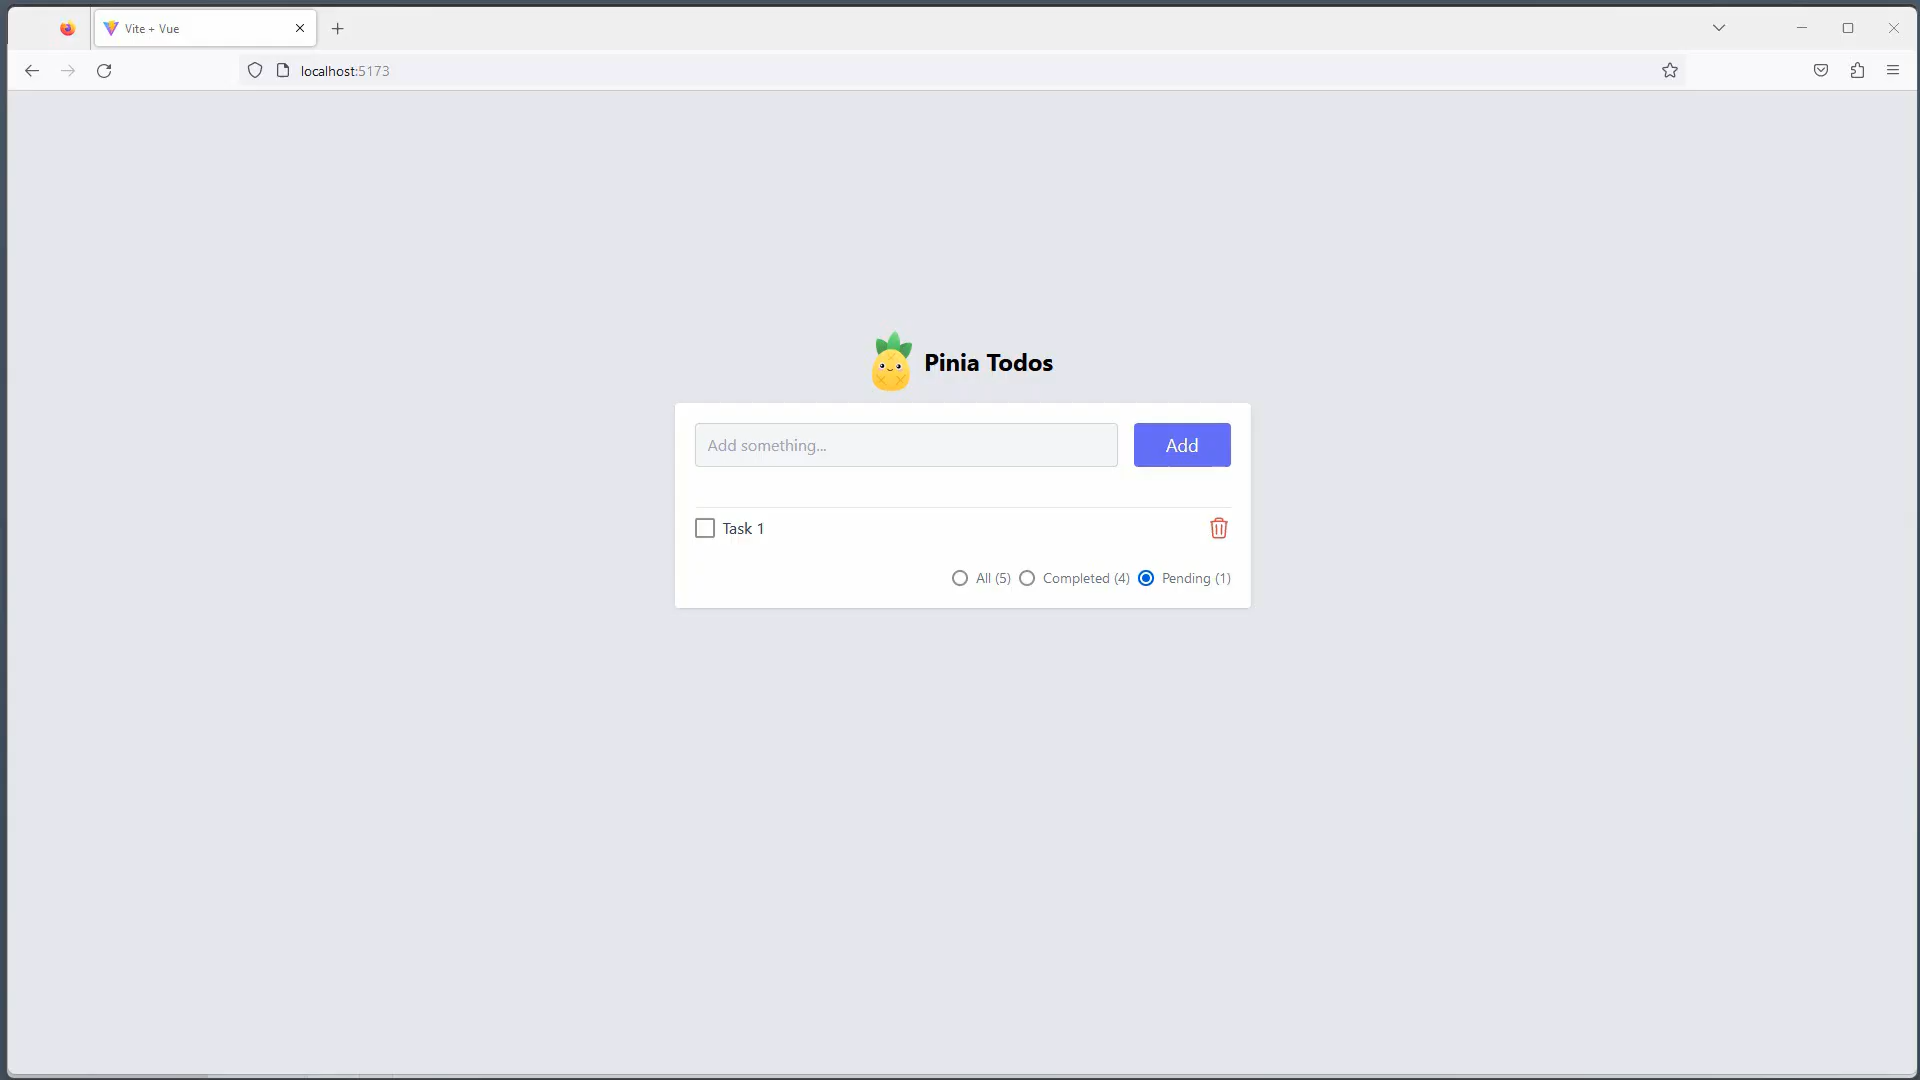 Vite + Vue
localhost:5173
Pinia Todos
Add something...
Add
Task 1
All (5) Completed (4) Pending (1)